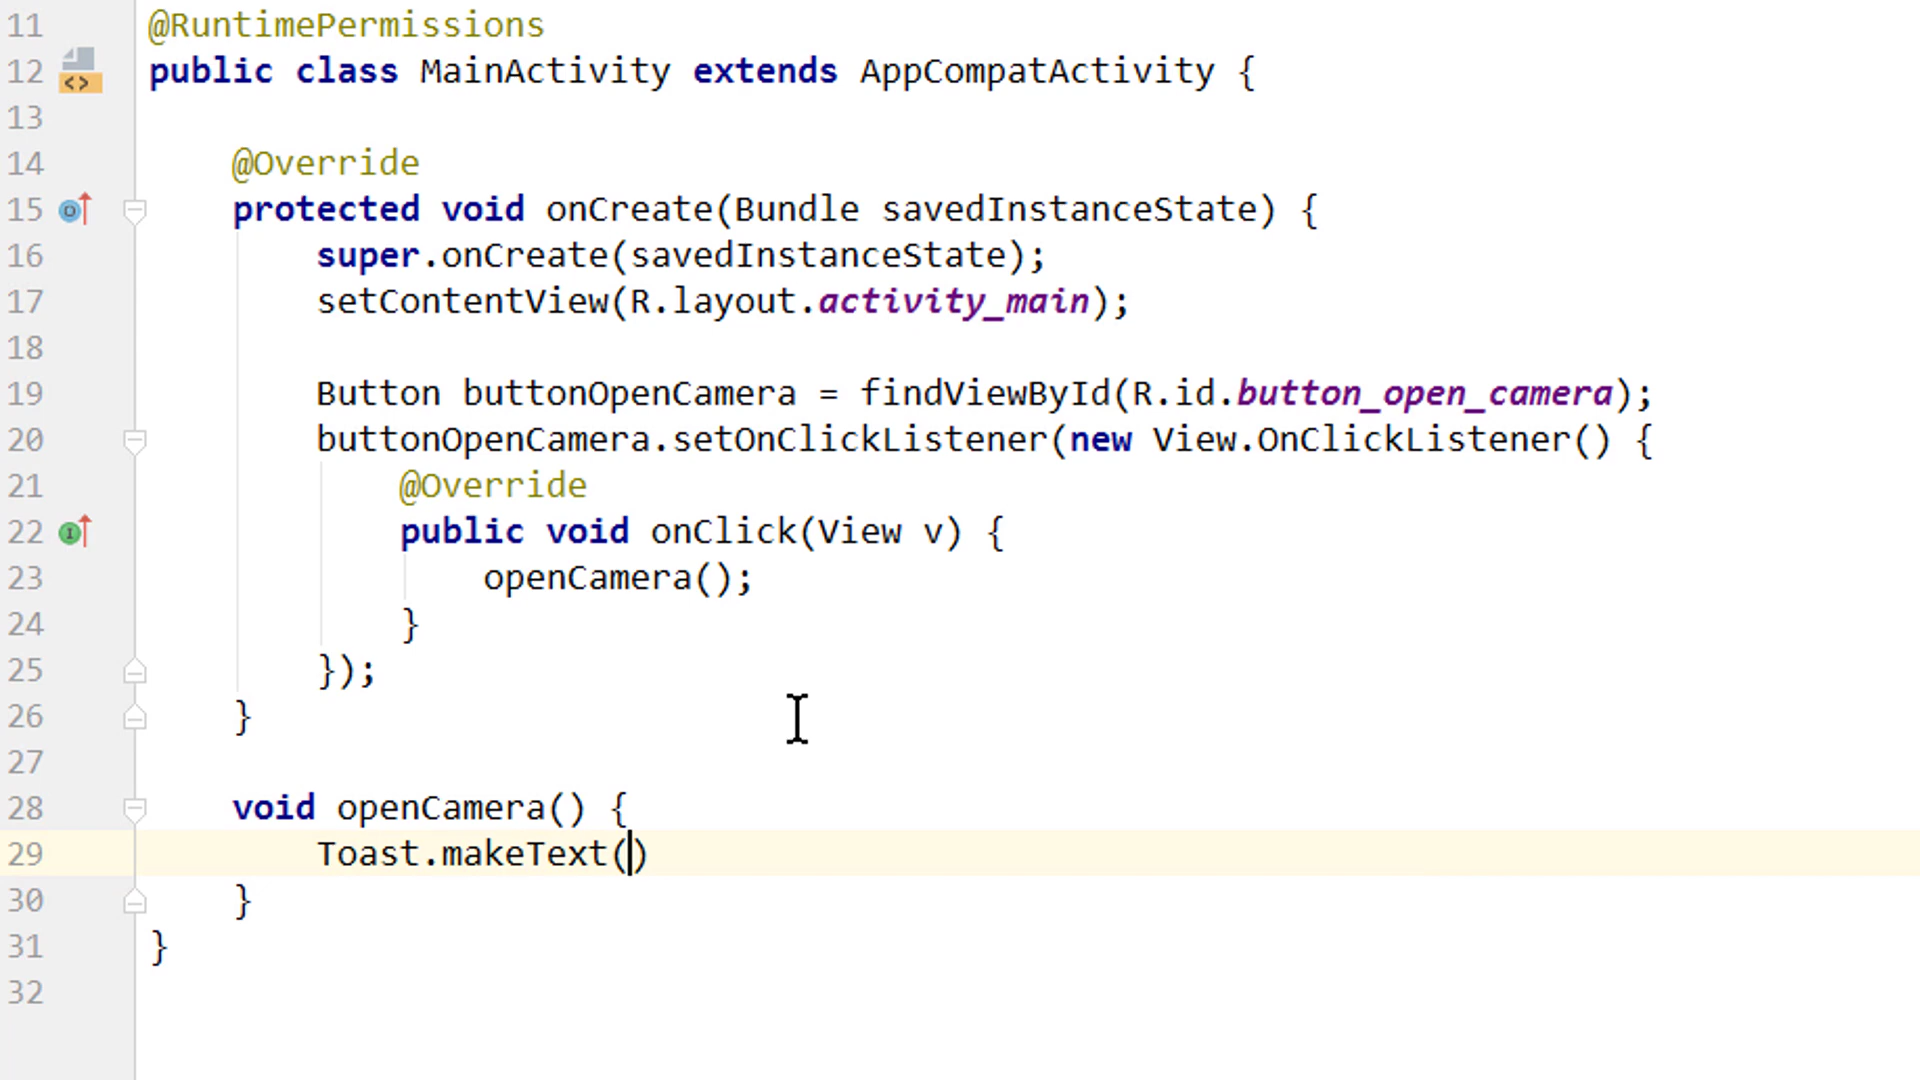 11 @RuntimePermissions
12 <> public class MainActivity extends AppCompatActivity {
13
14 @Override
15 protected void onCreate(Bundle savedInstanceState) {
16 super.onCreate(savedInstanceState);
17 setContentView(R.layout.activity_main);
18
19 Button buttonOpenCamera = findViewById(R.id.button_open_camera);
20 buttonOpenCamera.setOnClickListener(new View.OnClickListener() {
21 @Override
22 public void onClick(View v) {
23 openCamera();
24 }
25 });
26 }
27
28 void openCamera() {
29 Toast.makeText()
30 }
31 }
32